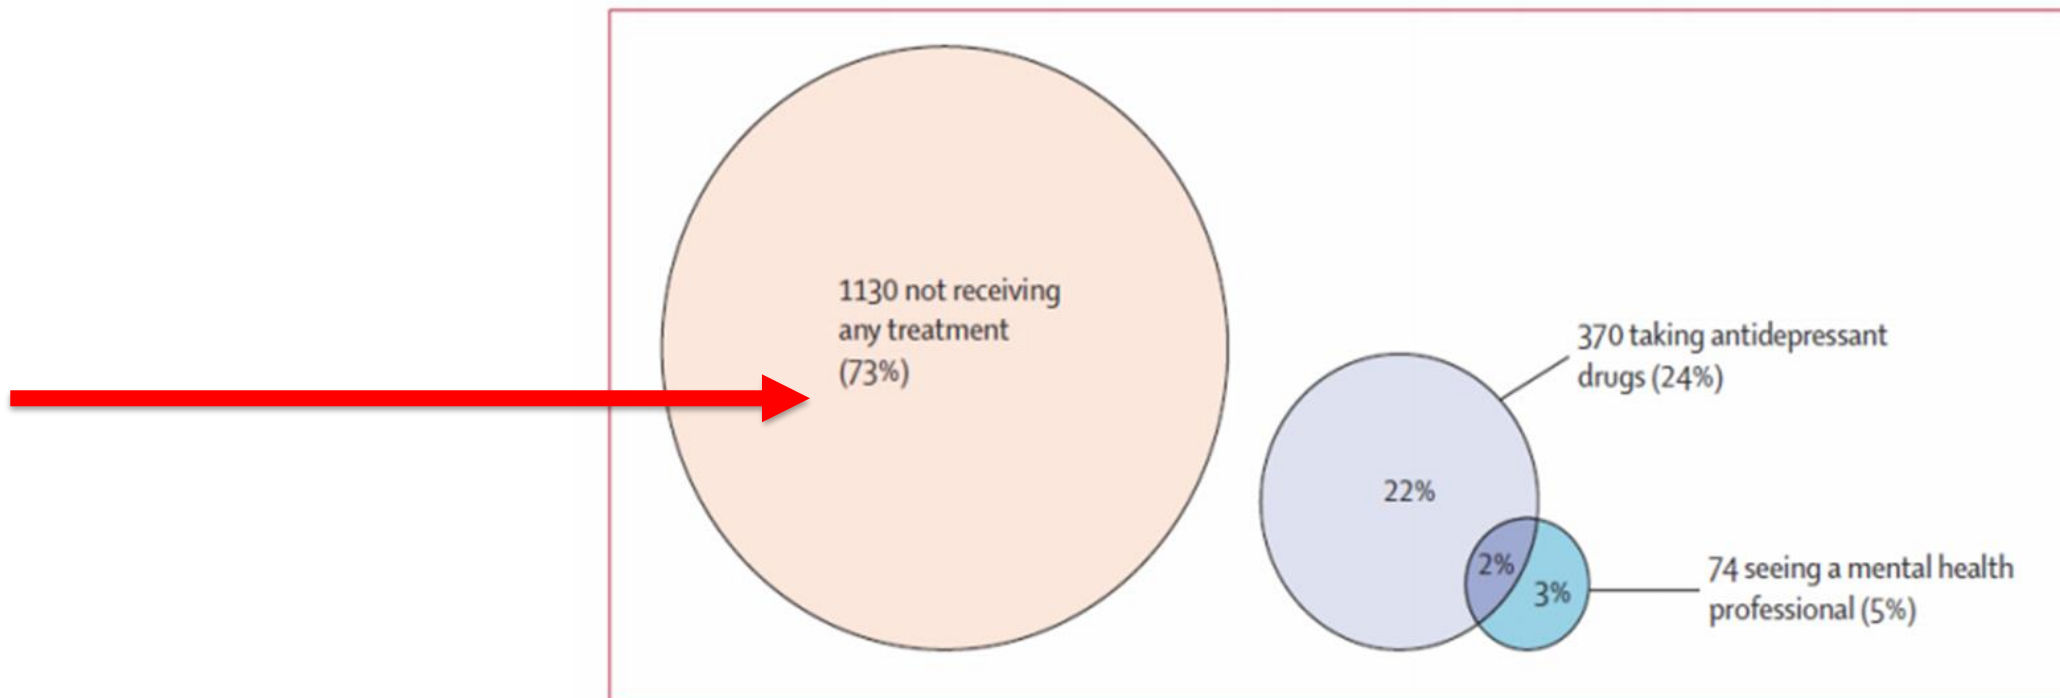 1130 not receiving
any treatment
(73%)
370 taking antidepressant
drugs (24%)
22%
2%
3%
74 seeing a mental health
professional (5%)